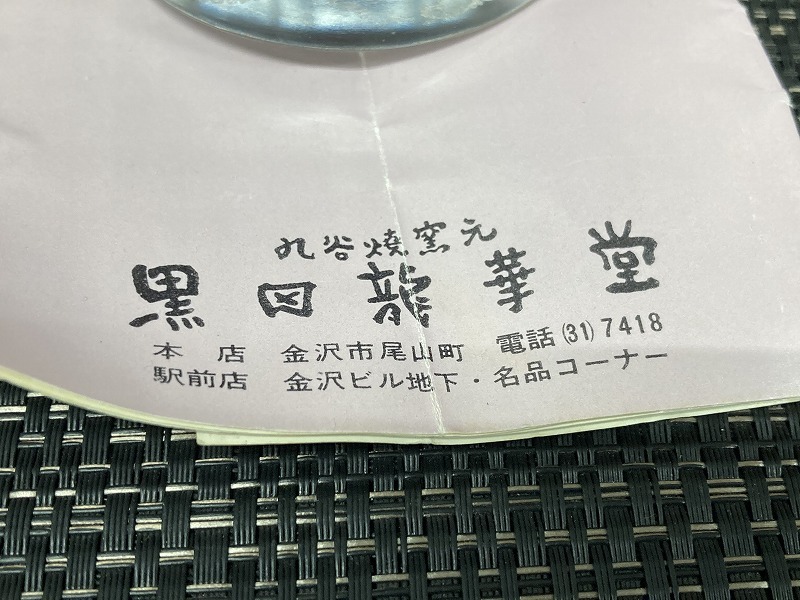 九谷焼窯元
黒田龍華堂
本店 金沢市尾山町 電話(31)7418
駅前店 金沢ビル地下・名品コーナー